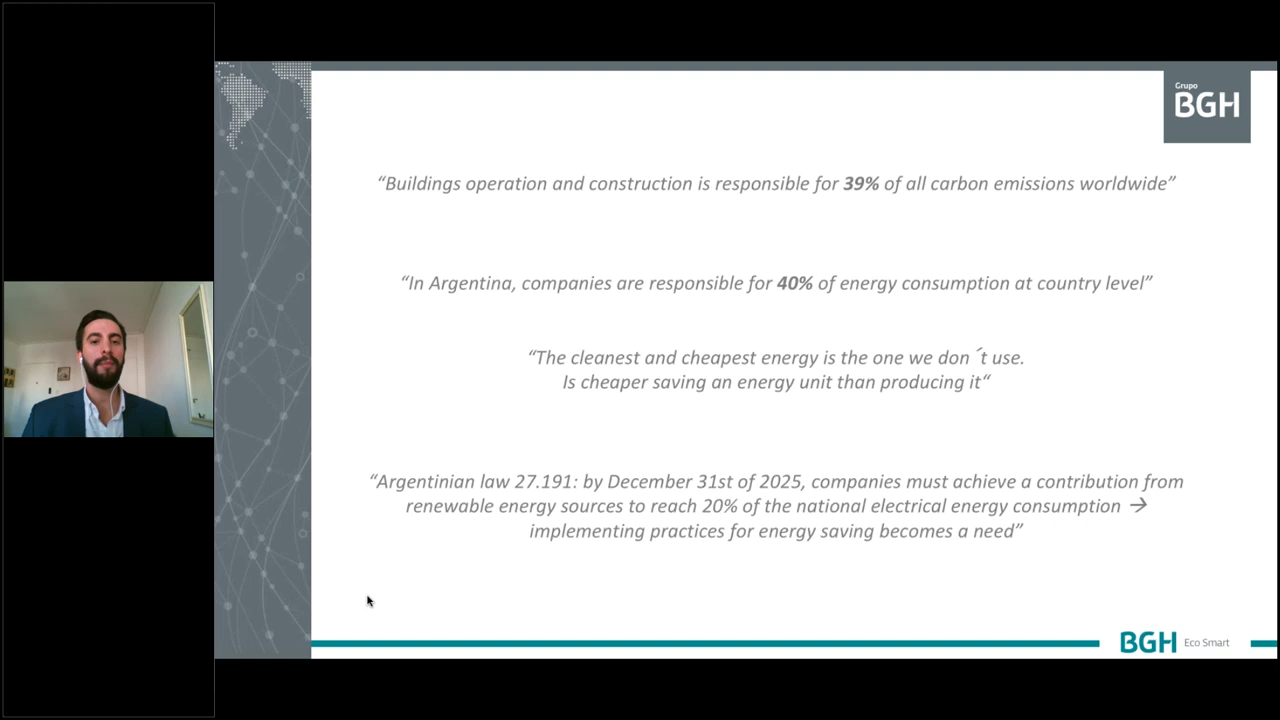 Grupo
BGH
“Buildings operation and construction is responsible for 39% of all carbon emissions worldwide”
“In Argentina, companies are responsible for 40% of energy consumption at country level”
“The cleanest and cheapest energy is the one we don ´t use.
Is cheaper saving an energy unit than producing it“
“Argentinian law 27.191: by December 31st of 2025, companies must achieve a contribution from
renewable energy sources to reach 20% of the national electrical energy consumption →
implementing practices for energy saving becomes a need”
BGH Eco Smart